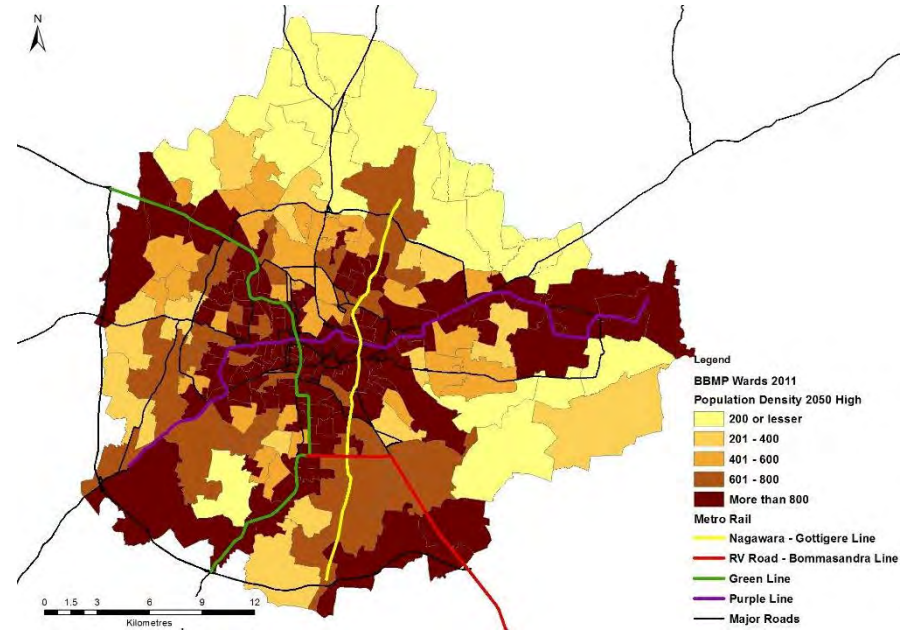 N
Legend
BBMP Wards 2011
Population Density 2050 High
200 or lesser
201 - 400
401 - 600
601 - 800
More than 800
Metro Rail
Nagawara - Gottigere Line
RV Road - Bommasandra Line
Green Line
Purple Line
Major Roads
0 1.5 3 6 9 12
Kilometres